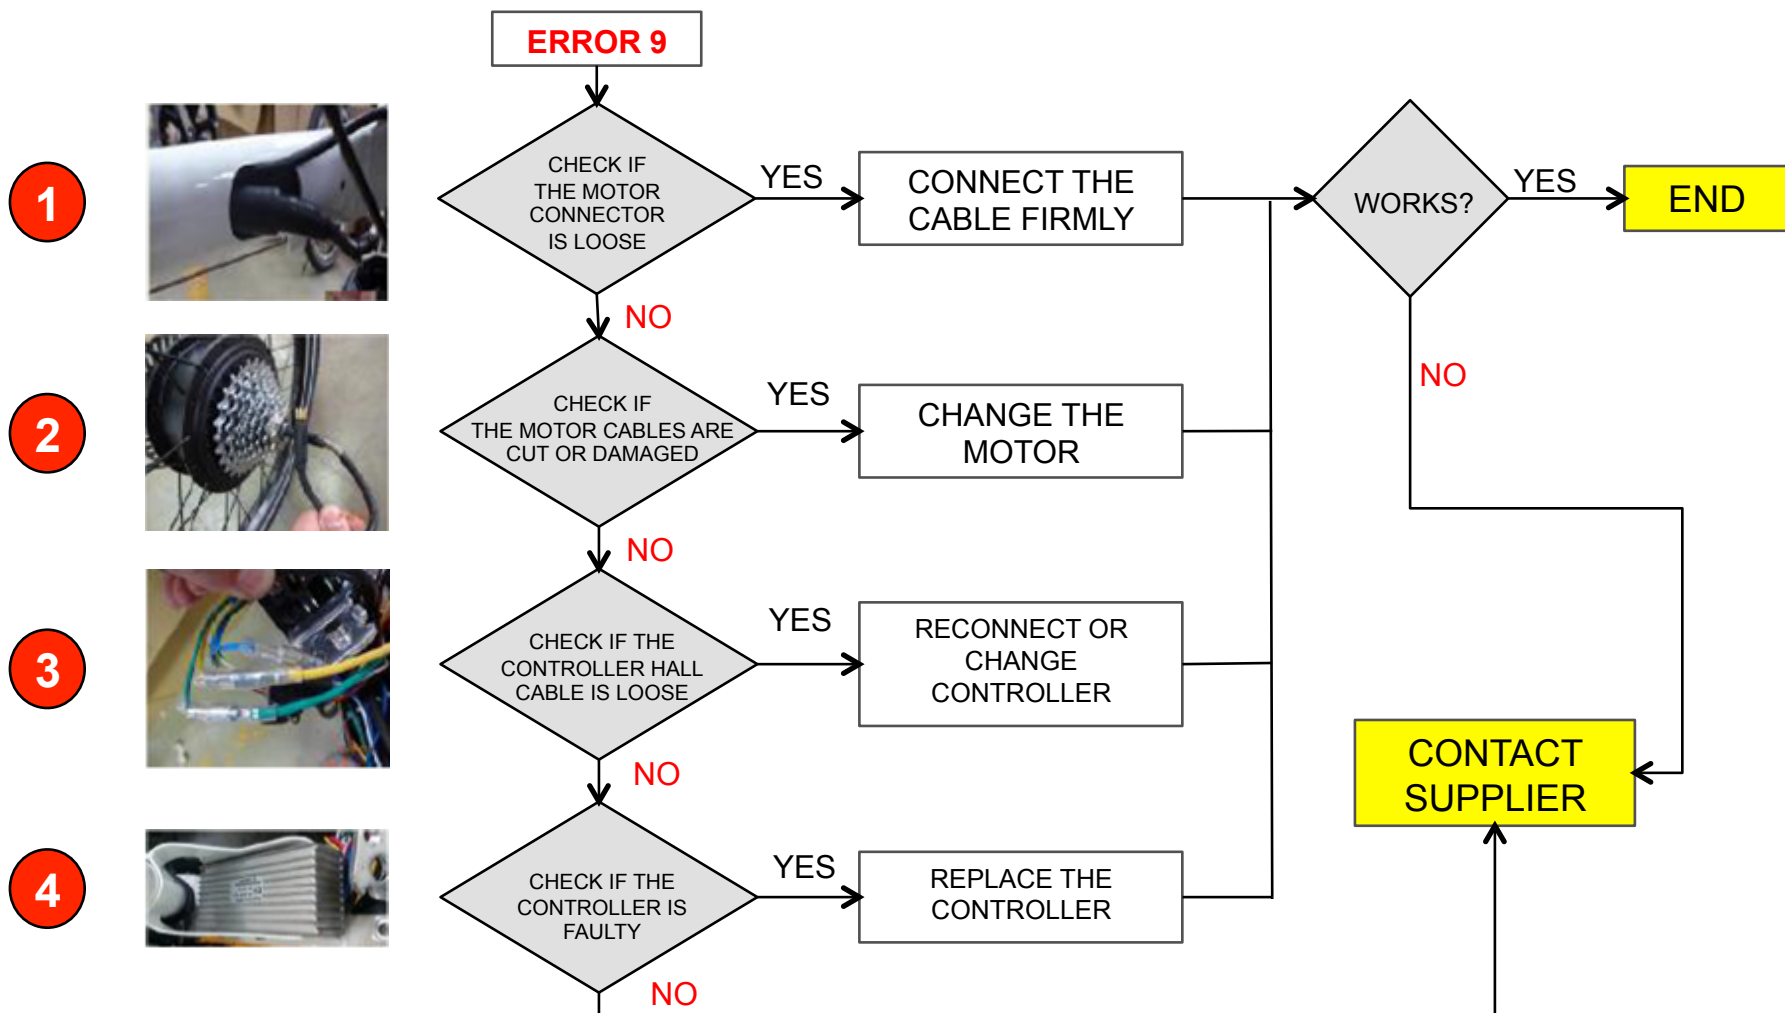 ERROR 9
1
CHECK IF
THE MOTOR
CONNECTOR
IS LOOSE
YES
CONNECT THE
CABLE FIRMLY
WORKS?
YES
END
NO
NO
2
CHECK IF
THE MOTOR CABLES ARE
CUT OR DAMAGED
YES
CHANGE THE
MOTOR
NO
3
CHECK IF THE
CONTROLLER HALL
CABLE IS LOOSE
YES
RECONNECT OR
CHANGE
CONTROLLER
NO
CONTACT
SUPPLIER
4
CHECK IF THE
CONTROLLER IS
FAULTY
YES
REPLACE THE
CONTROLLER
NO